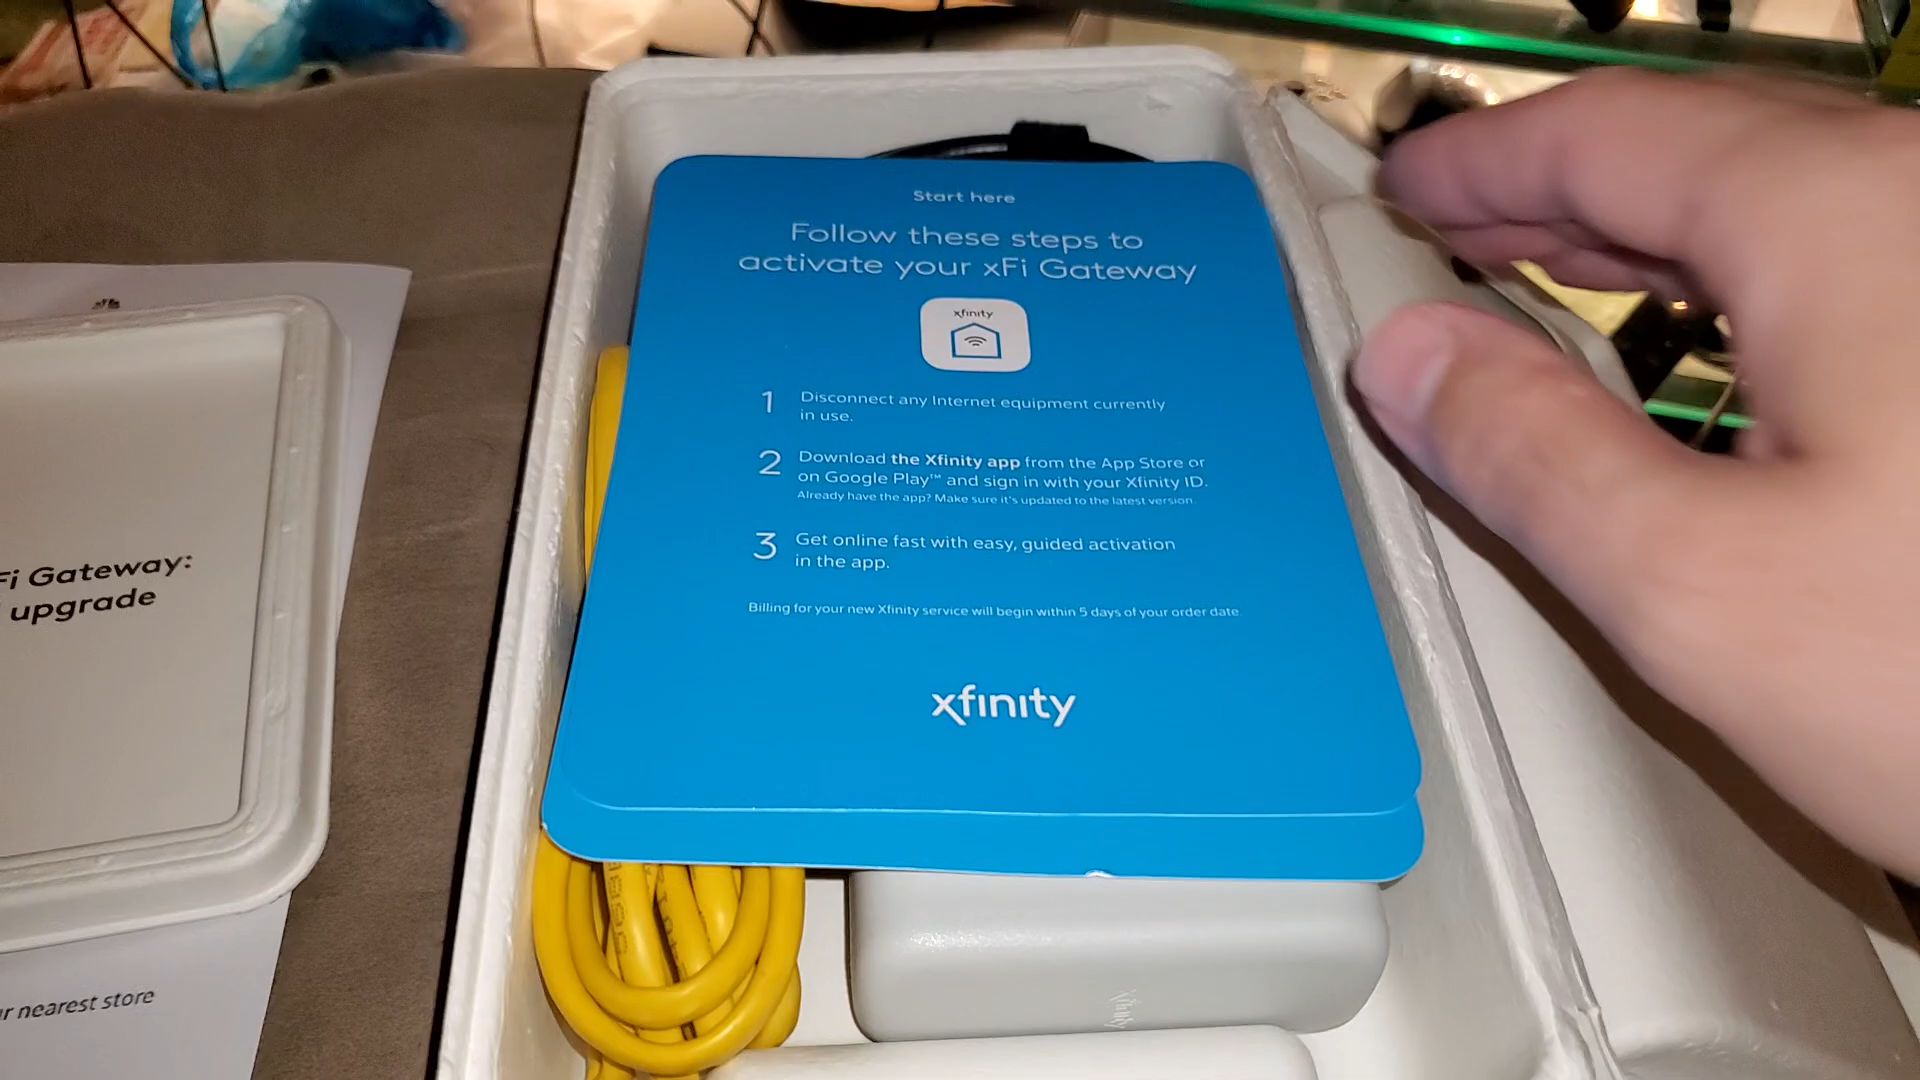 Start here
Follow these steps to
activate your xFi Gateway
xfinity
1 Disconnect any Internet equipment currently
in use.
2 Download the Xfinity app from the App Store or
on Google Play™ and sign in with your Xfinity ID.
Already have the app? Make sure it's updated to the latest version.
3 Get online fast with easy, guided activation
in the app.
Billing for your new Xfinity service will begin within 5 days of your order date.
xfinity
xfinity
Fi Gateway:
upgrade
r nearest store